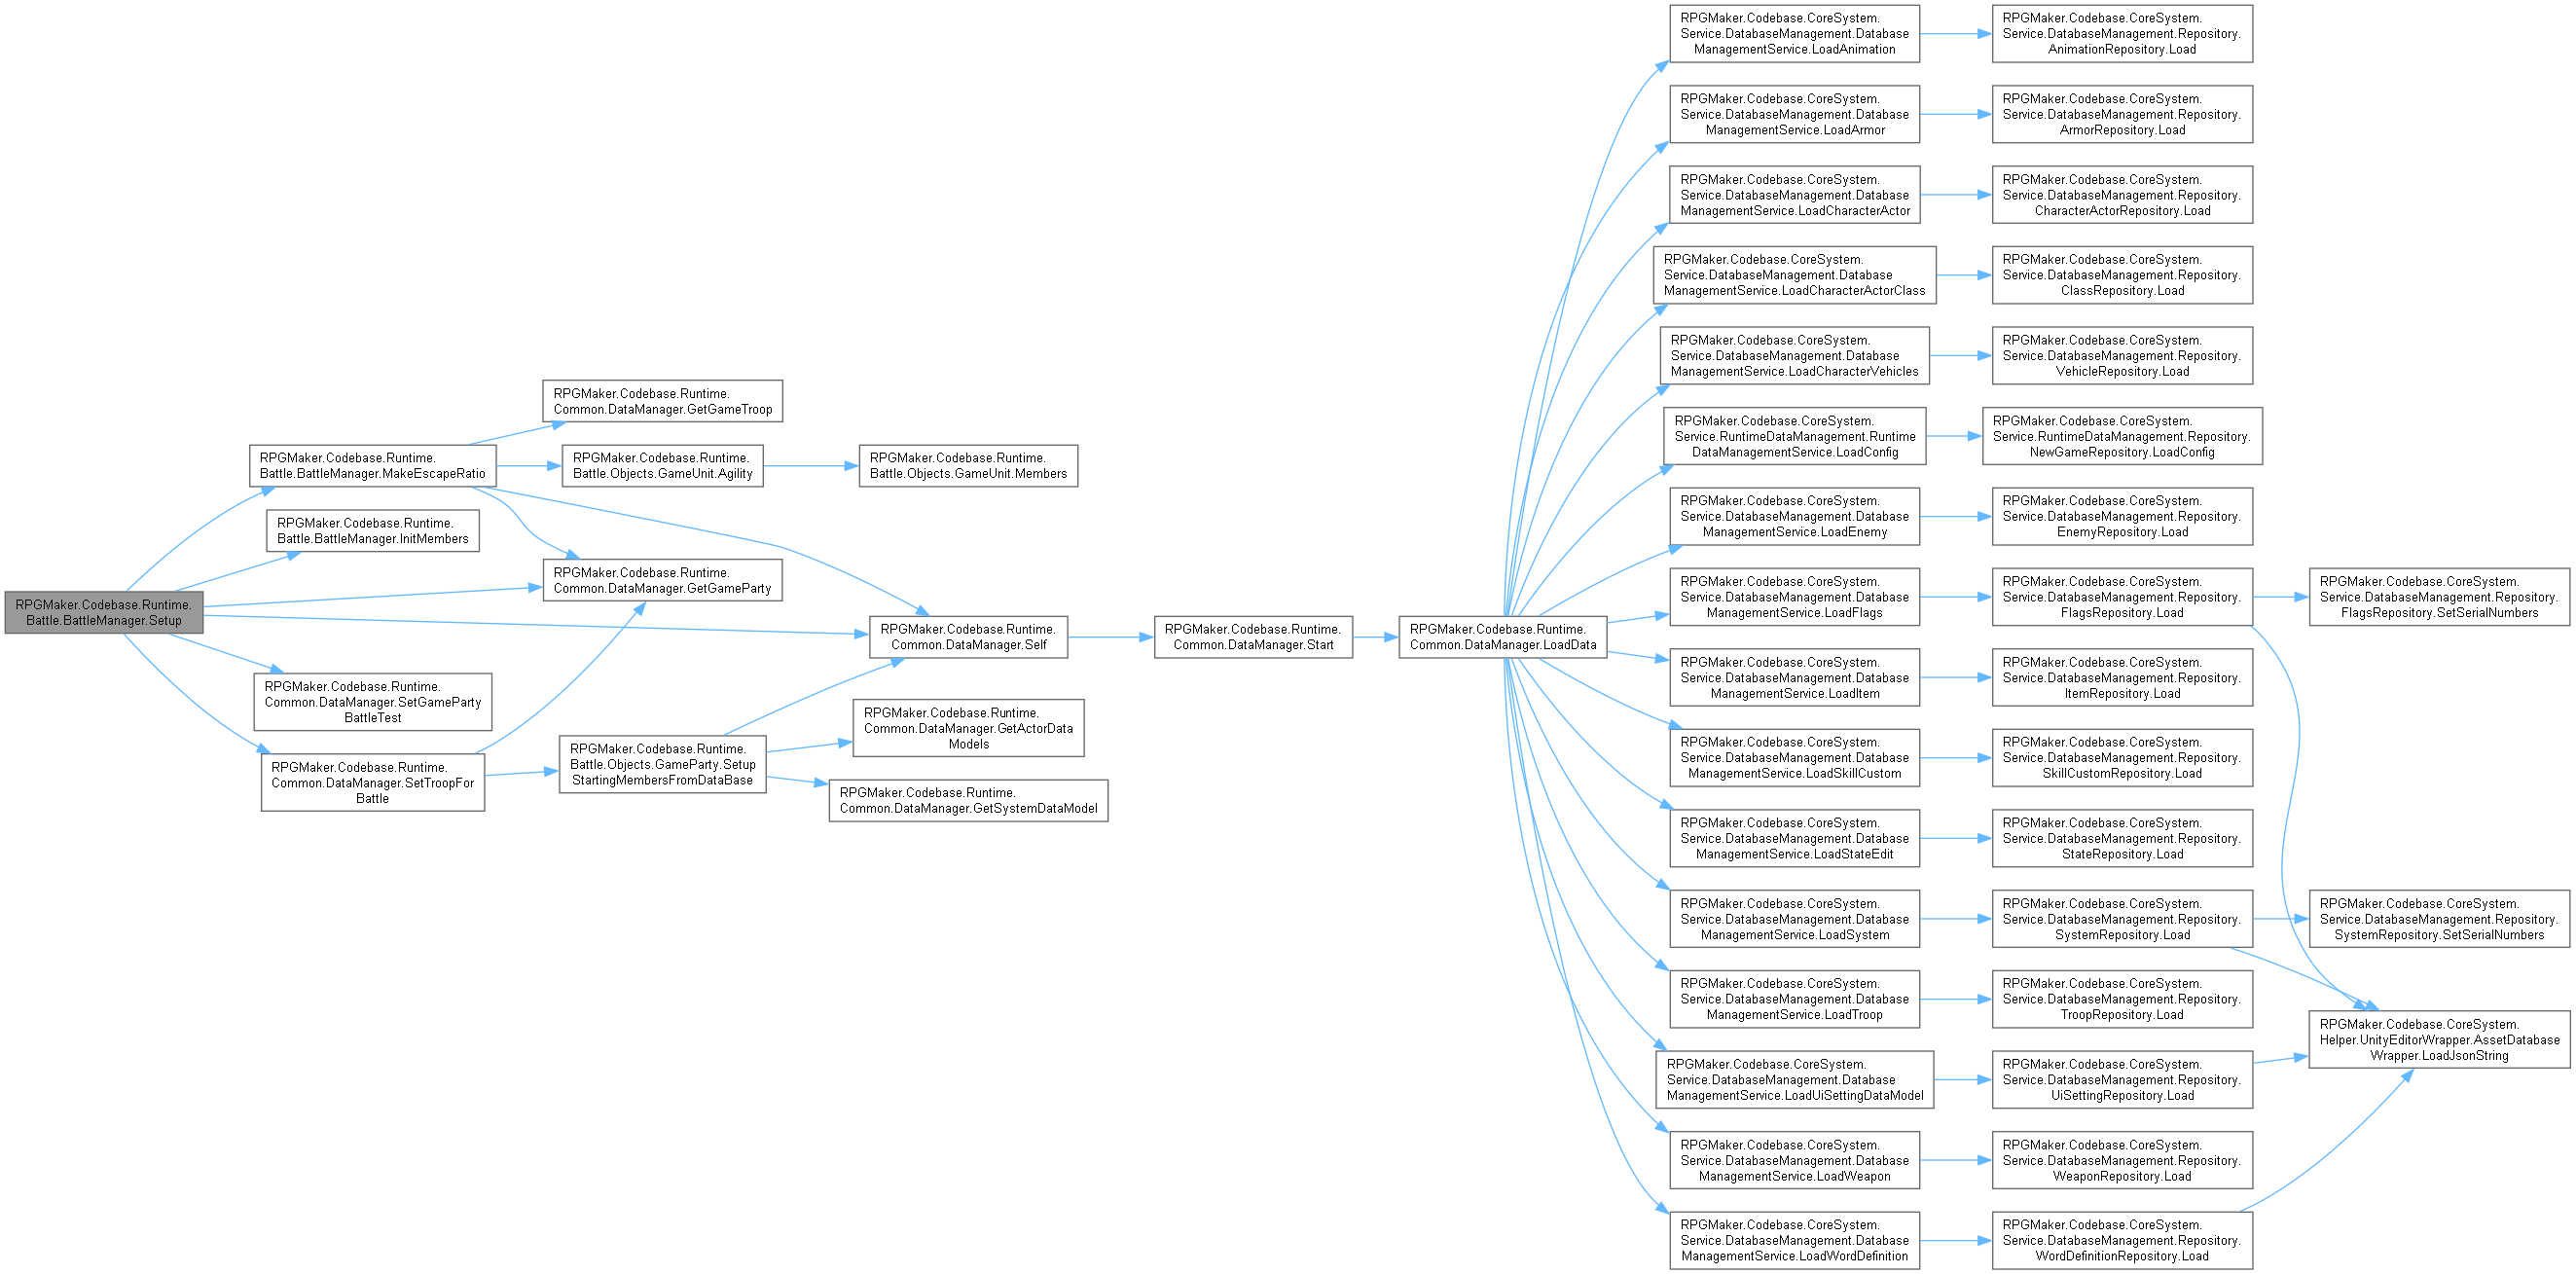 RPGMaker.Codebase.Runtime.
Battle.BattleManager.Setup
RPGMaker.Codebase.Runtime.
Battle.BattleManager.MakeEscapeRatio
RPGMaker.Codebase.Runtime.
Battle.BattleManager.InitMembers
RPGMaker.Codebase.Runtime.
Common.DataManager.SetGameParty
BattleTest
RPGMaker.Codebase.Runtime.
Common.DataManager.SetTroopFor
Battle
RPGMaker.Codebase.Runtime.
Common.DataManager.GetGameTroop
RPGMaker.Codebase.Runtime.
Battle.Objects.GameUnit.Agility
RPGMaker.Codebase.Runtime.
Common.DataManager.GetGameParty
RPGMaker.Codebase.Runtime.
Battle.Objects.GameParty.Setup
StartingMembersFromDataBase
RPGMaker.Codebase.Runtime.
Battle.Objects.GameUnit.Members
RPGMaker.Codebase.Runtime.
Common.DataManager.Self
RPGMaker.Codebase.Runtime.
Common.DataManager.GetActorData
Models
RPGMaker.Codebase.Runtime.
Common.DataManager.GetSystemDataModel
RPGMaker.Codebase.Runtime.
Common.DataManager.Start
RPGMaker.Codebase.Runtime.
Common.DataManager.LoadData
RPGMaker.Codebase.CoreSystem.
Service.DatabaseManagement.Database
ManagementService.LoadAnimation
RPGMaker.Codebase.CoreSystem.
Service.DatabaseManagement.Database
ManagementService.LoadArmor
RPGMaker.Codebase.CoreSystem.
Service.DatabaseManagement.Database
ManagementService.LoadCharacterActor
RPGMaker.Codebase.CoreSystem.
Service.DatabaseManagement.Database
ManagementService.LoadCharacterActorClass
RPGMaker.Codebase.CoreSystem.
Service.DatabaseManagement.Database
ManagementService.LoadCharacterVehicles
RPGMaker.Codebase.CoreSystem.
Service.RuntimeDataManagement.Runtime
DataManagementService.LoadConfig
RPGMaker.Codebase.CoreSystem.
Service.DatabaseManagement.Database
ManagementService.LoadEnemy
RPGMaker.Codebase.CoreSystem.
Service.DatabaseManagement.Database
ManagementService.LoadFlags
RPGMaker.Codebase.CoreSystem.
Service.DatabaseManagement.Database
ManagementService.LoadItem
RPGMaker.Codebase.CoreSystem.
Service.DatabaseManagement.Database
ManagementService.LoadSkillCustom
RPGMaker.Codebase.CoreSystem.
Service.DatabaseManagement.Database
ManagementService.LoadStateEdit
RPGMaker.Codebase.CoreSystem.
Service.DatabaseManagement.Database
ManagementService.LoadSystem
RPGMaker.Codebase.CoreSystem.
Service.DatabaseManagement.Database
ManagementService.LoadTroop
RPGMaker.Codebase.CoreSystem.
Service.DatabaseManagement.Database
ManagementService.LoadUiSettingDataModel
RPGMaker.Codebase.CoreSystem.
Service.DatabaseManagement.Database
ManagementService.LoadWeapon
RPGMaker.Codebase.CoreSystem.
Service.DatabaseManagement.Database
ManagementService.LoadWordDefinition
RPGMaker.Codebase.CoreSystem.
Service.DatabaseManagement.Repository.
AnimationRepository.Load
RPGMaker.Codebase.CoreSystem.
Service.DatabaseManagement.Repository.
ArmorRepository.Load
RPGMaker.Codebase.CoreSystem.
Service.DatabaseManagement.Repository.
CharacterActorRepository.Load
RPGMaker.Codebase.CoreSystem.
Service.DatabaseManagement.Repository.
ClassRepository.Load
RPGMaker.Codebase.CoreSystem.
Service.DatabaseManagement.Repository.
VehicleRepository.Load
RPGMaker.Codebase.CoreSystem.
Service.RuntimeDataManagement.Repository.
NewGameRepository.LoadConfig
RPGMaker.Codebase.CoreSystem.
Service.DatabaseManagement.Repository.
EnemyRepository.Load
RPGMaker.Codebase.CoreSystem.
Service.DatabaseManagement.Repository.
FlagsRepository.Load
RPGMaker.Codebase.CoreSystem.
Service.DatabaseManagement.Repository.
ItemRepository.Load
RPGMaker.Codebase.CoreSystem.
Service.DatabaseManagement.Repository.
SkillCustomRepository.Load
RPGMaker.Codebase.CoreSystem.
Service.DatabaseManagement.Repository.
StateRepository.Load
RPGMaker.Codebase.CoreSystem.
Service.DatabaseManagement.Repository.
SystemRepository.Load
RPGMaker.Codebase.CoreSystem.
Service.DatabaseManagement.Repository.
TroopRepository.Load
RPGMaker.Codebase.CoreSystem.
Service.DatabaseManagement.Repository.
UiSettingRepository.Load
RPGMaker.Codebase.CoreSystem.
Service.DatabaseManagement.Repository.
WeaponRepository.Load
RPGMaker.Codebase.CoreSystem.
Service.DatabaseManagement.Repository.
WordDefinitionRepository.Load
RPGMaker.Codebase.CoreSystem.
Service.DatabaseManagement.Repository.
FlagsRepository.SetSerialNumbers
RPGMaker.Codebase.CoreSystem.
Service.DatabaseManagement.Repository.
SystemRepository.SetSerialNumbers
RPGMaker.Codebase.CoreSystem.
Helper.UnityEditorWrapper.AssetDatabase
Wrapper.LoadJsonString